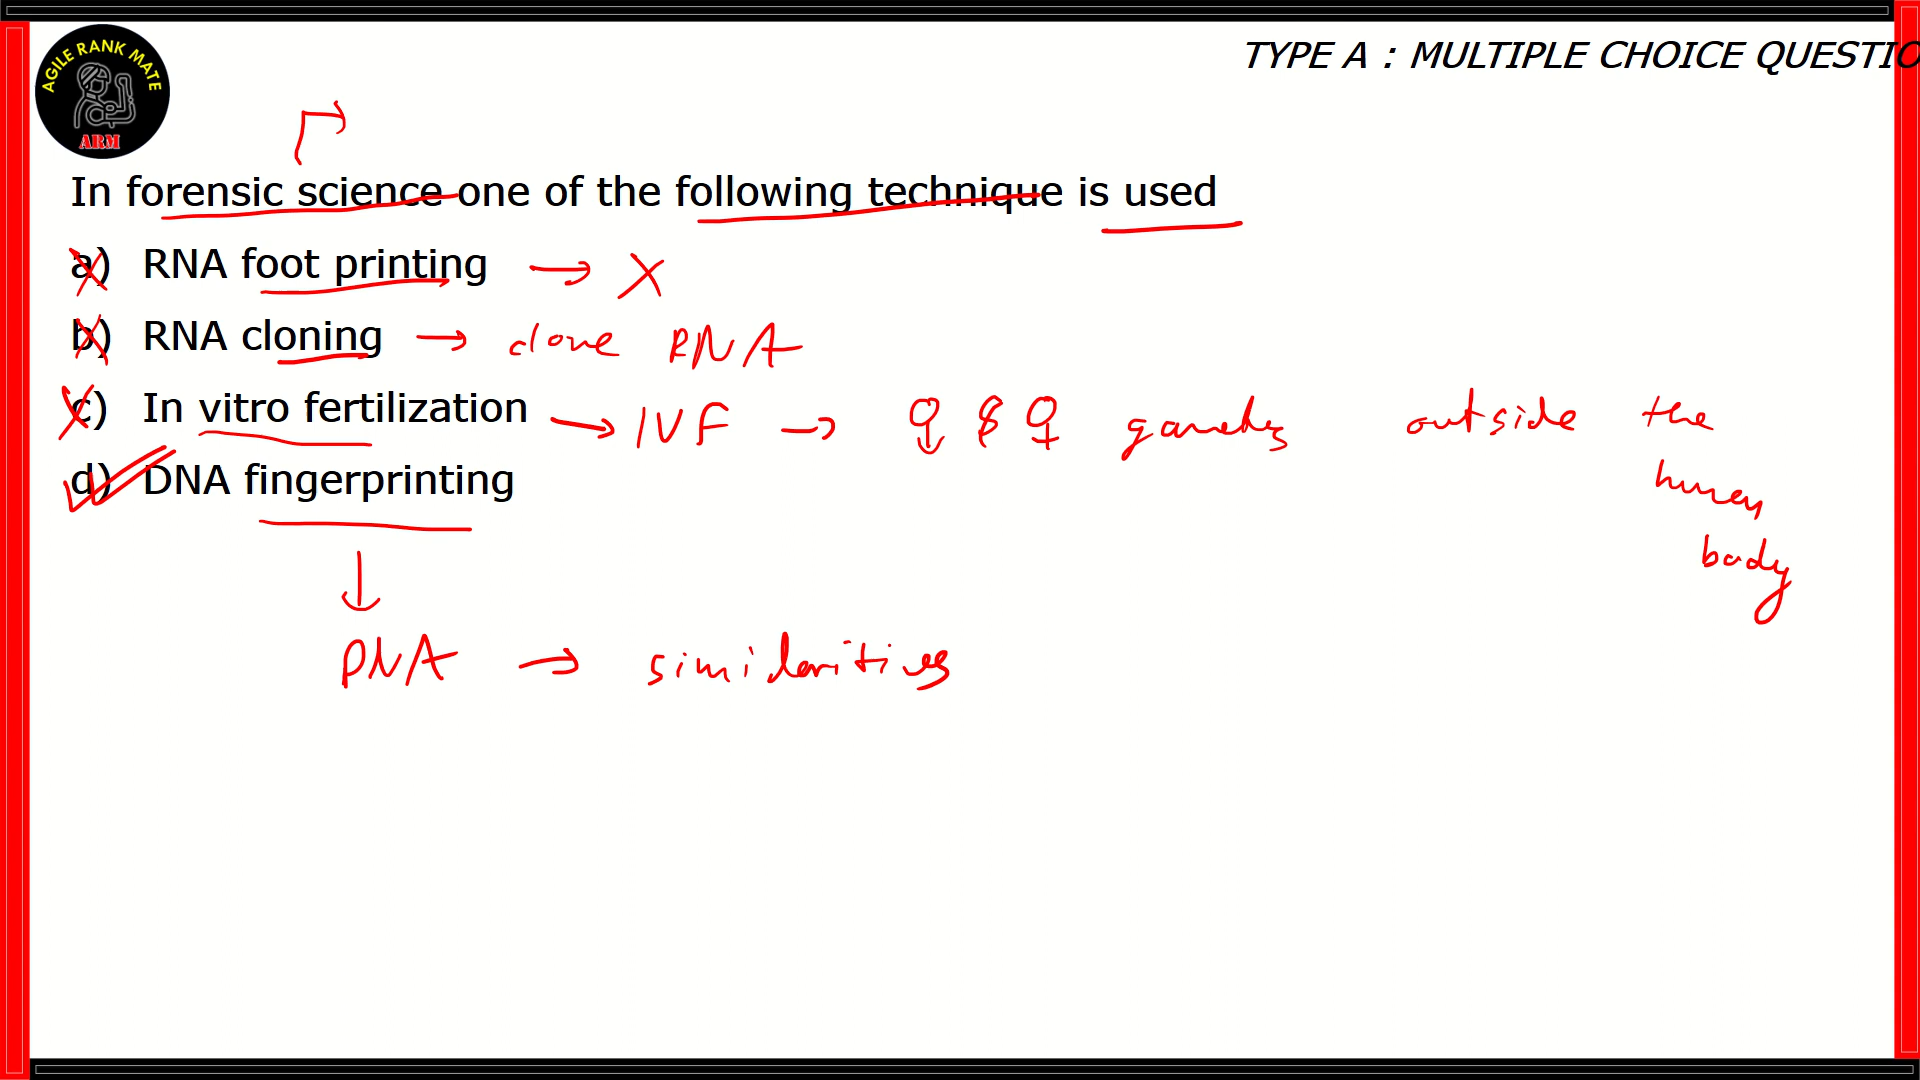 AGILE RANK MATE
ARM
TYPE A : MULTIPLE CHOICE QUESTIO
In forensic science one of the following technique is used
a) RNA foot printing → X
b) RNA cloning → clone RNA
c) In vitro fertilization → IVF → ♀ & ♀ gametes outside the
human
body
d) DNA fingerprinting
DNA → similarities